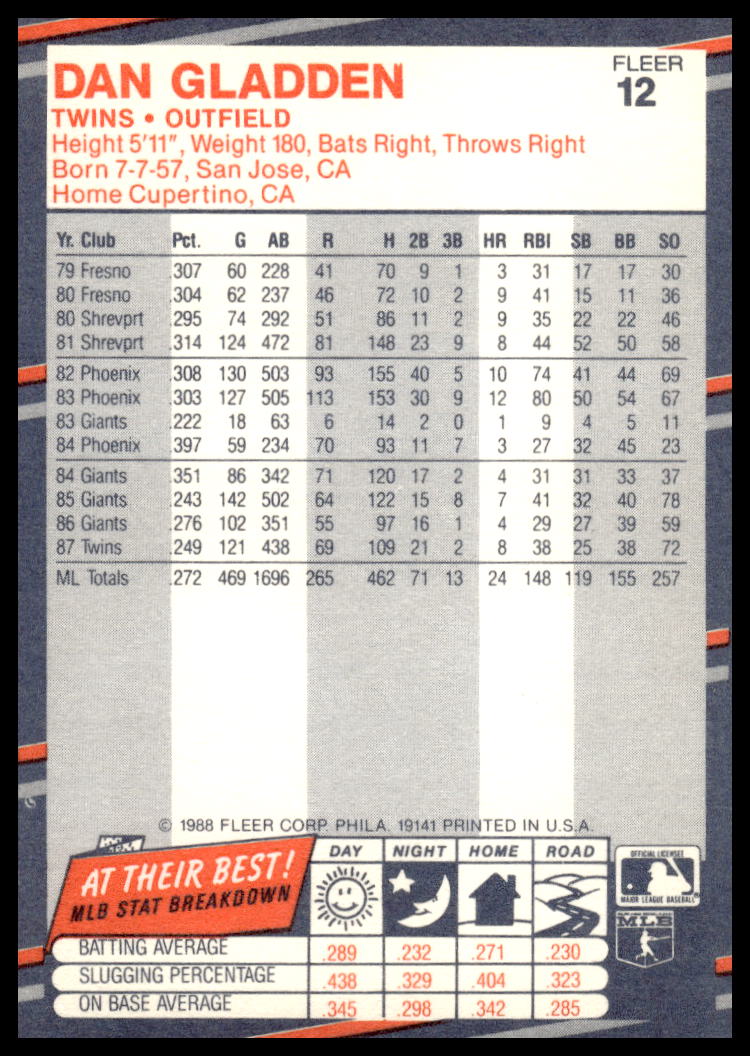 DAN GLADDEN
FLEER
12
TWINS • OUTFIELD
Height 5'11", Weight 180, Bats Right, Throws Right
Born 7-7-57, San Jose, CA
Home Cupertino, CA
Yr. Club Pct. G AB R H 2B 3B HR RBI SB BB SO
79 Fresno .307 60 228 41 70 9 1 3 31 17 17 30
80 Fresno .304 62 237 46 72 10 2 9 41 15 11 36
80 Shrevprt .295 74 292 51 86 11 2 9 35 22 22 46
81 Shrevprt .314 124 472 81 148 23 9 8 44 52 50 58
82 Phoenix .308 130 503 93 155 40 5 10 74 41 44 69
83 Phoenix .303 127 505 113 153 30 9 12 80 50 54 67
83 Giants .222 18 63 6 14 2 0 1 9 4 5 11
84 Phoenix .397 59 234 70 93 11 7 3 27 32 45 23
84 Giants .351 86 342 71 120 17 2 4 31 31 33 37
85 Giants .243 142 502 64 122 15 8 7 41 32 40 78
86 Giants .276 102 351 55 97 16 1 4 29 27 39 59
87 Twins .249 121 438 69 109 21 2 8 38 25 38 72
ML Totals .272 469 1696 265 462 71 13 24 148 119 155 257
© 1988 FLEER CORP. PHILA. 19141 PRINTED IN U.S.A.
AT THEIR BEST!
MLB STAT BREAKDOWN
DAY NIGHT HOME ROAD
OFFICIAL LICENSEE
MAJOR LEAGUE BASEBALL
MLB
BATTING AVERAGE .289 .232 .271 .230
SLUGGING PERCENTAGE .438 .329 .404 .323
ON BASE AVERAGE .345 .298 .342 .285